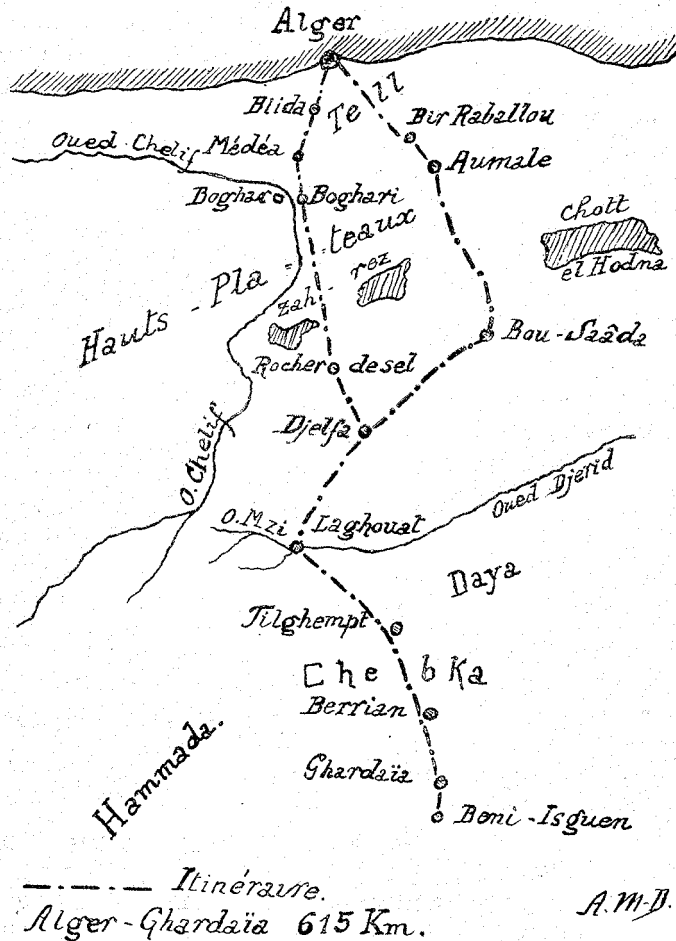 Alger
Blida
Te ll
Bir Raballou
Oued Chelif
Médéa
Aumale
Boghar
Boghari
Chott
el Hodna
Hauts - Pla - teaux
zah - rez
Bou-Saâda
Rocher de sel
Djelfa
O. Chelif
Oued Djerid
O. Mzi
Laghouat
Daya
Tilghempt
Che b Ka
Berrian
Hammada.
Ghardaïa
Beni-Isguen
Itinéraire.
Alger-Ghardaïa 615 Km.
A.M-B.